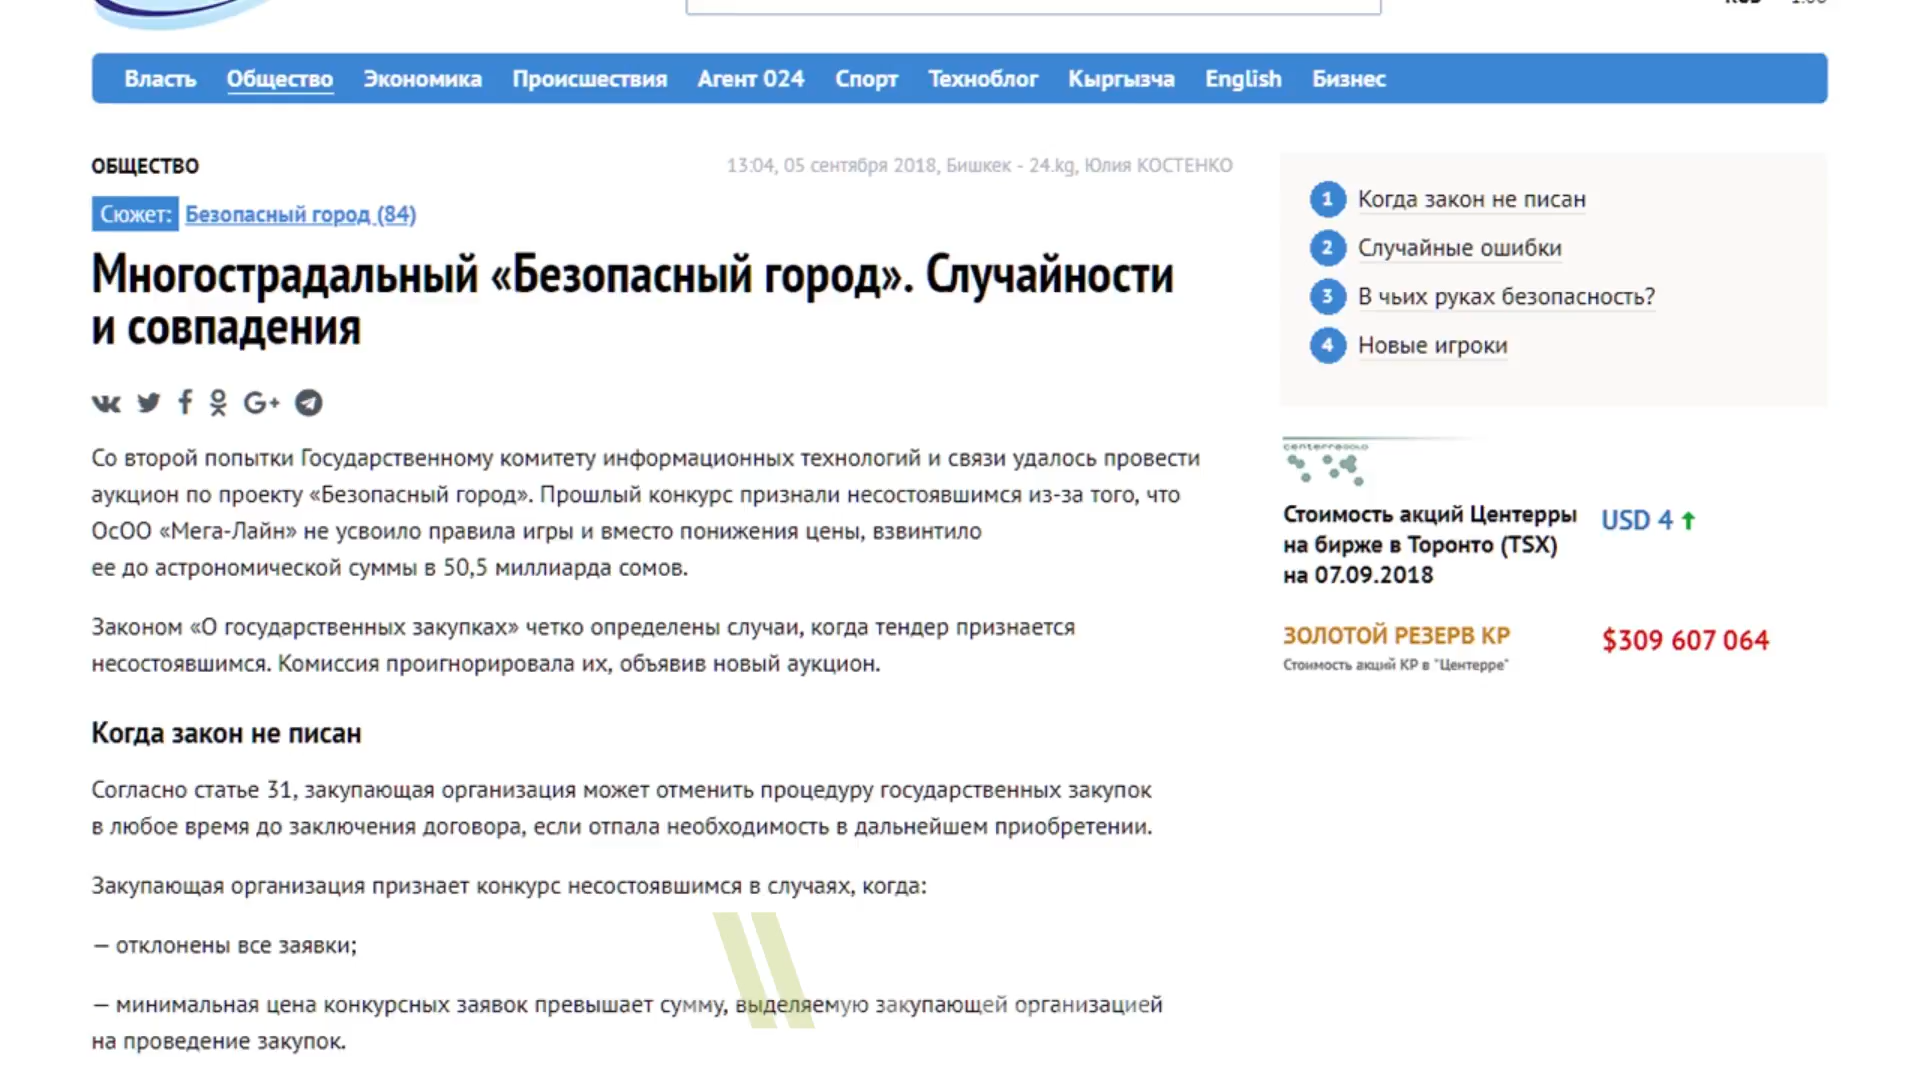 Власть Общество Экономика Происшествия Агент 024 Спорт Техноблог Кыргызча English Бизнес
ОБЩЕСТВО
13:04, 05 сентября 2018, Бишкек - 24.kg, Юлия КОСТЕНКО
Сюжет: Безопасный город (84)
Многострадальный «Безопасный город». Случайности
и совпадения
Со второй попытки Государственному комитету информационных технологий и связи удалось провести
аукцион по проекту «Безопасный город». Прошлый конкурс признали несостоявшимся из-за того, что
ОсОО «Мега-Лайн» не усвоило правила игры и вместо понижения цены, взвинтило
ее до астрономической суммы в 50,5 миллиарда сомов.
Законом «О государственных закупках» четко определены случаи, когда тендер признается
несостоявшимся. Комиссия проигнорировала их, объявив новый аукцион.
Когда закон не писан
Согласно статье 31, закупающая организация может отменить процедуру государственных закупок
в любое время до заключения договора, если отпала необходимость в дальнейшем приобретении.
Закупающая организация признает конкурс несостоявшимся в случаях, когда:
— отклонены все заявки;
— минимальная цена конкурсных заявок превышает сумму, выделяемую закупающей организацией
на проведение закупок.
1 Когда закон не писан
2 Случайные ошибки
3 В чьих руках безопасность?
4 Новые игроки
centerragold
Стоимость акций Центерры
на бирже в Торонто (TSX)
на 07.09.2018
USD 4
ЗОЛОТОЙ РЕЗЕРВ КР
Стоимость акций КР в "Центерре"
$309 607 064